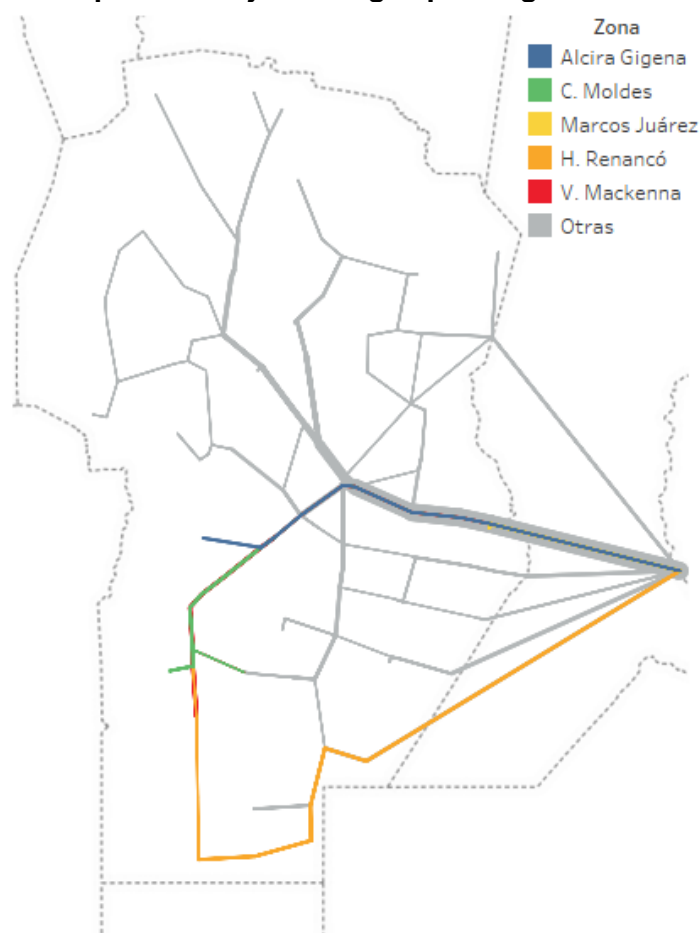 Zona
Alcira Gigena
C. Moldes
Marcos Juárez
H. Renancó
V. Mackenna
Otras